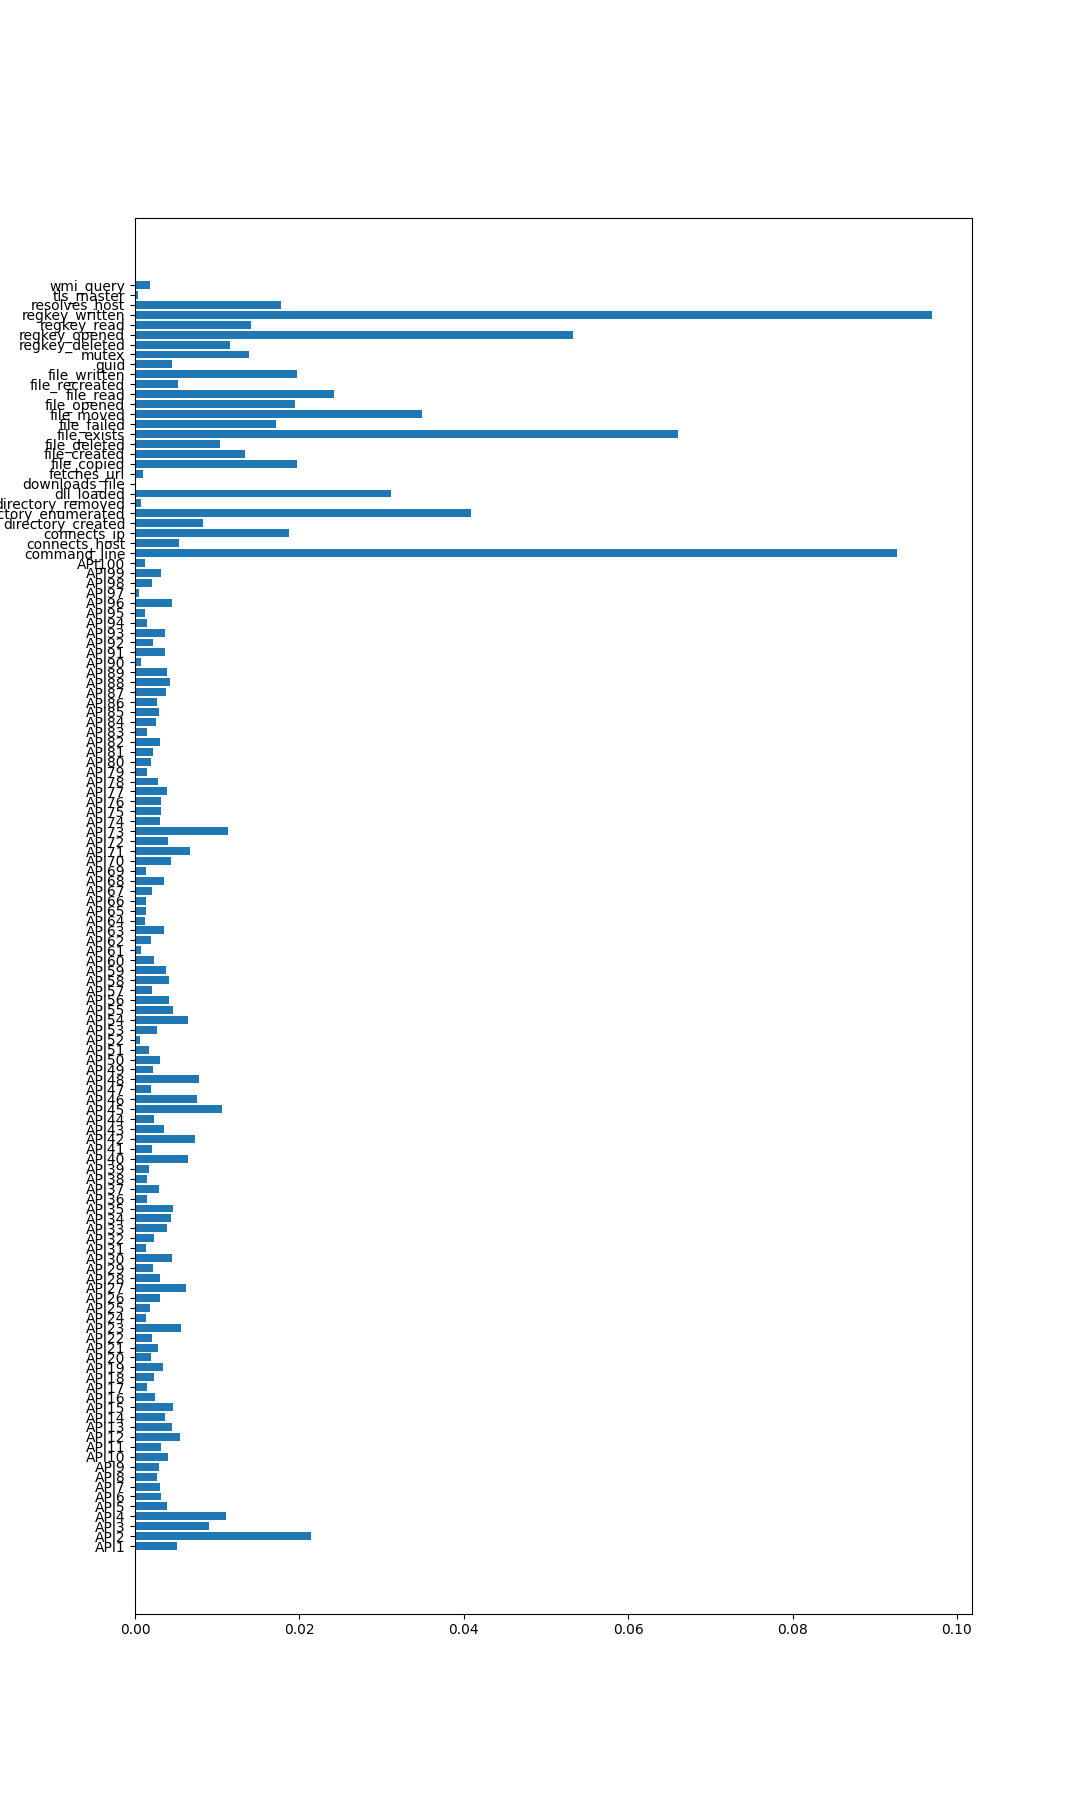 wmi_query
tls_master
resolves_host
regkey_written
regkey_read
regkey_opened
regkey_deleted
mutex
guid
file_written
file_recreated
file_read
file_opened
file_moved
file_failed
file_exists
file_deleted
file_created
file_copied
fetches_url
downloads_file
dll_loaded
directory_removed
ctory_enumerated
directory_created
connects_ip
connects_host
command_line
API100
API99
API98
API97
API96
API95
API94
API93
API92
API91
API90
API89
API88
API87
API86
API85
API84
API83
API82
API81
API80
API79
API78
API77
API76
API75
API74
API73
API72
API71
API70
API69
API68
API67
API66
API65
API64
API63
API62
API61
API60
API59
API58
API57
API56
API55
API54
API53
API52
API51
API50
API49
API48
API47
API46
API45
API44
API43
API42
API41
API40
API39
API38
API37
API36
API35
API34
API33
API32
API31
API30
API29
API28
API27
API26
API25
API24
API23
API22
API21
API20
API19
API18
API17
API16
API15
API14
API13
API12
API11
API10
API9
API8
API7
API6
API5
API4
API3
API2
API1
0.00 0.02 0.04 0.06 0.08 0.10